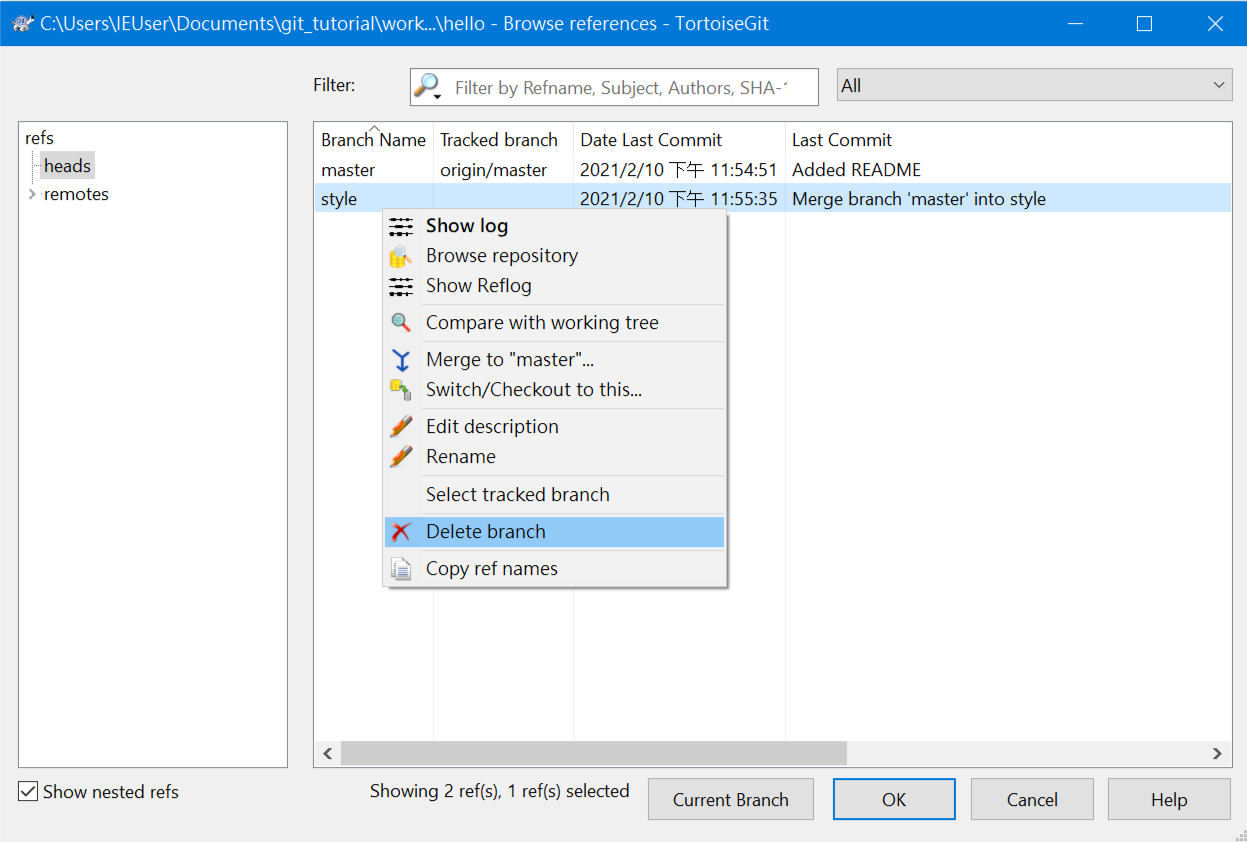 C:\Users\IEUser\Documents\git_tutorial\work...\hello - Browse references - TortoiseGit
Filter:
Filter by Refname, Subject, Authors, SHA-
All
refs
heads
remotes
Branch Name Tracked branch Date Last Commit Last Commit
master origin/master 2021/2/10 下午 11:54:51 Added README
style 2021/2/10 下午 11:55:35 Merge branch 'master' into style
Show log
Browse repository
Show Reflog
Compare with working tree
Merge to "master"...
Switch/Checkout to this...
Edit description
Rename
Select tracked branch
Delete branch
Copy ref names
Show nested refs
Showing 2 ref(s), 1 ref(s) selected
Current Branch
OK
Cancel
Help